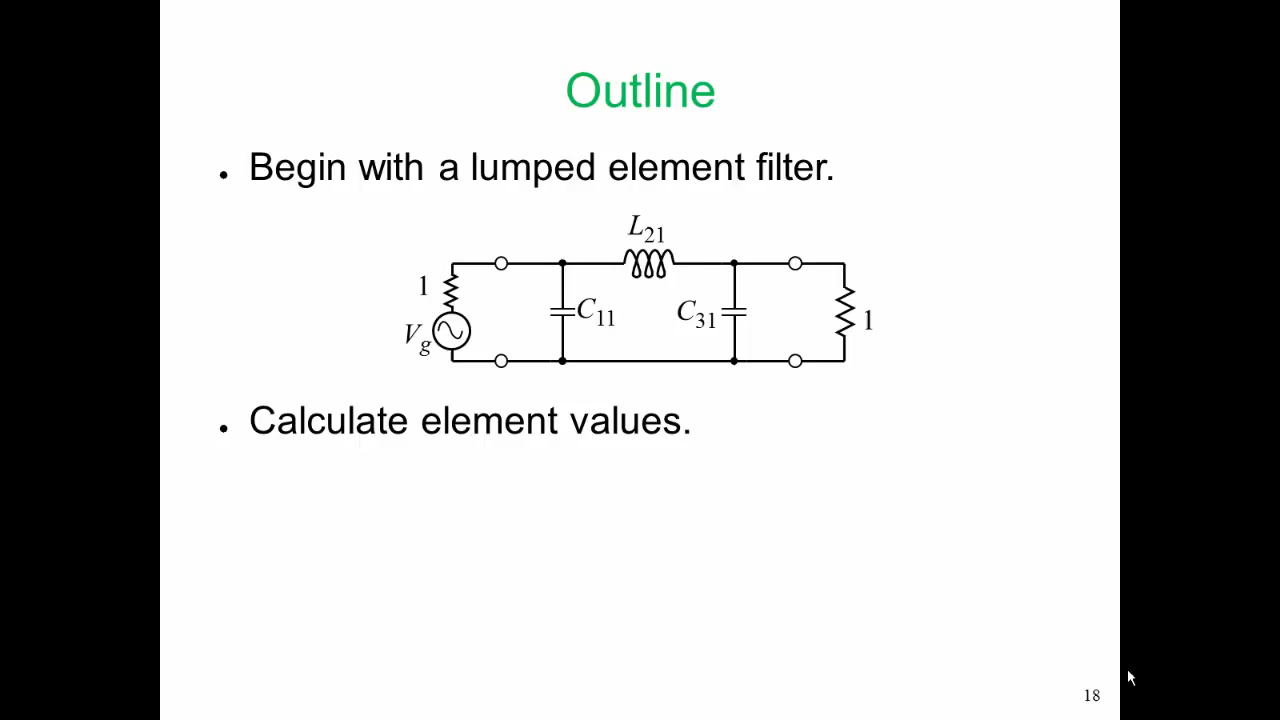 Outline
• Begin with a lumped element filter.
L21
1
C11
C31
1
Vg
• Calculate element values.
18